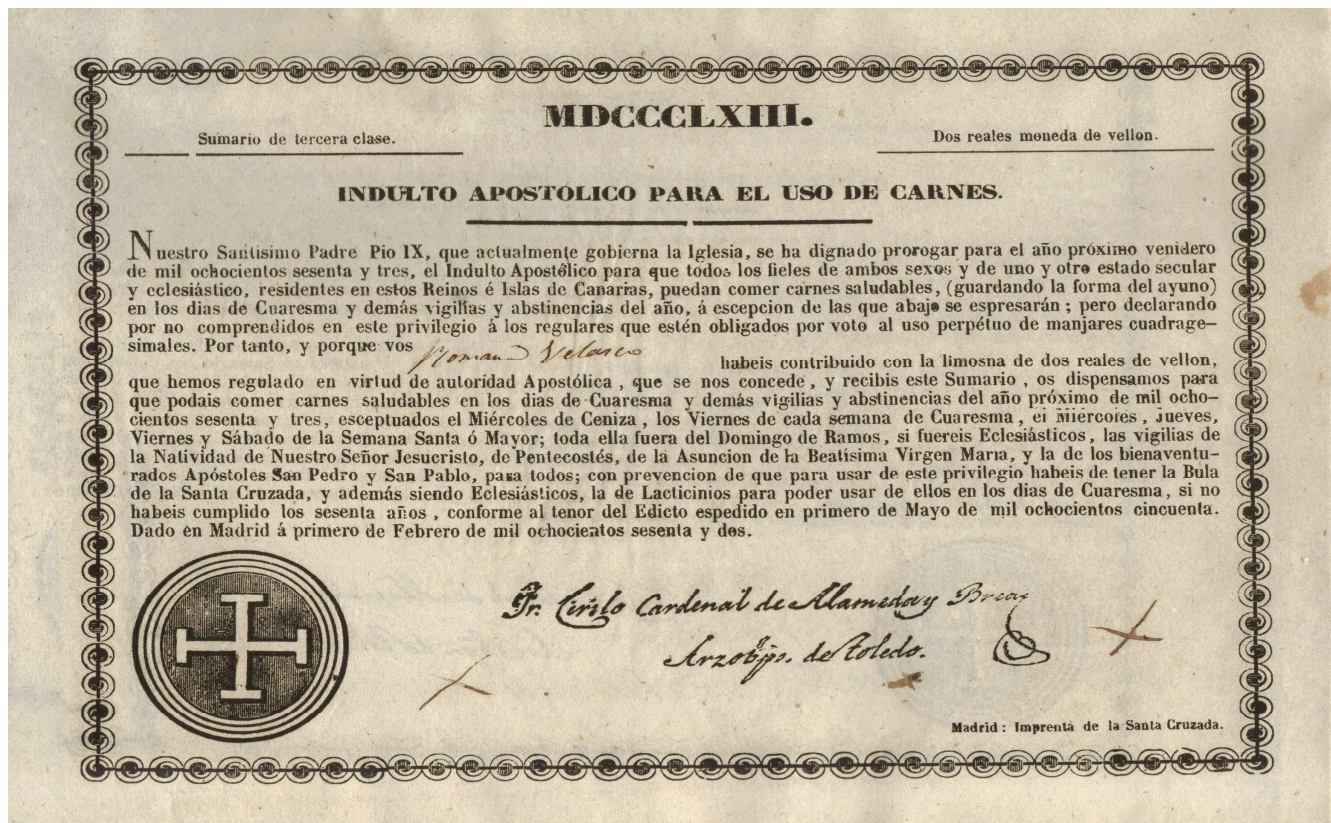 MDCCCLXIII.
Sumario de tercera clase.
Dos reales moneda de vellon.
INDULTO APOSTOLICO PARA EL USO DE CARNES.
Nuestro Santísimo Padre Pio IX, que actualmente gobierna la Iglesia, se ha dignado prorogar para el año próximo venidero
de mil ochocientos sesenta y tres, el Indulto Apostólico para que todos los fieles de ambos sexos y de uno y otro estado secular
y eclesiástico, residentes en estos Reinos é Islas de Canarias, puedan comer carnes saludables, (guardando la forma del ayuno)
en los dias de Cuaresma y demás vigilias y abstinencias del año, á escepcion de las que abajo se espresarán ; pero declarando
por no comprendidos en este privilegio á los regulares que estén obligados por voto al uso perpétuo de manjares cuadrage-
simales. Por tanto, y porque vos Roman Velasco habeis contribuido con la limosna de dos reales de vellon,
que hemos regulado en virtud de autoridad Apostólica , que se nos concede , y recibis este Sumario , os dispensamos para
que podais comer carnes saludables en los dias de Cuaresma y demás vigilias y abstinencias del año próximo de mil ocho-
cientos sesenta y tres, esceptuados el Miércoles de Ceniza , los Viernes de cada semana de Cuaresma , el Miércoles , Jueves,
Viernes y Sábado de la Semana Santa ó Mayor; toda ella fuera del Domingo de Ramos , si fuereis Eclesiásticos , las vigilias de
la Natividad de Nuestro Señor Jesucristo, de Pentecostés, de la Asuncion de la Beatísima Virgen Maria, y la de los bienaventu-
rados Apóstoles San Pedro y San Pablo, para todos; con prevencion de que para usar de este privilegio habeis de tener la Bula
de la Santa Cruzada, y además siendo Eclesiásticos, la de Lacticinios para poder usar de ellos en los dias de Cuaresma, si no
habeis cumplido los sesenta años , conforme al tenor del Edicto espedido en primero de Mayo de mil ochocientos cincuenta.
Dado en Madrid á primero de Febrero de mil ochocientos sesenta y dos.
Fr. Cirilo Cardenal de Alameda y Brea
Arzobpo. de Toledo.
Madrid : Imprenta de la Santa Cruzada.